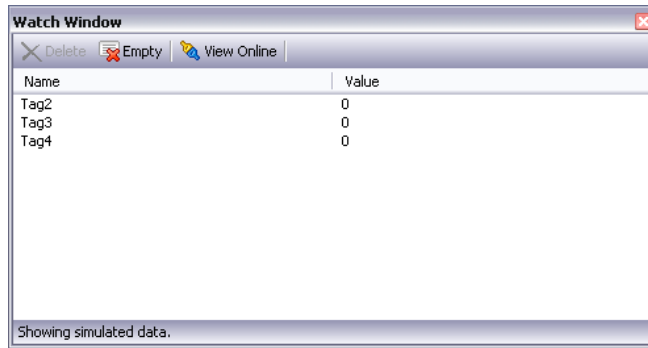 Watch Window
Delete Empty View Online
Name Value
Tag2 0
Tag3 0
Tag4 0
Showing simulated data.